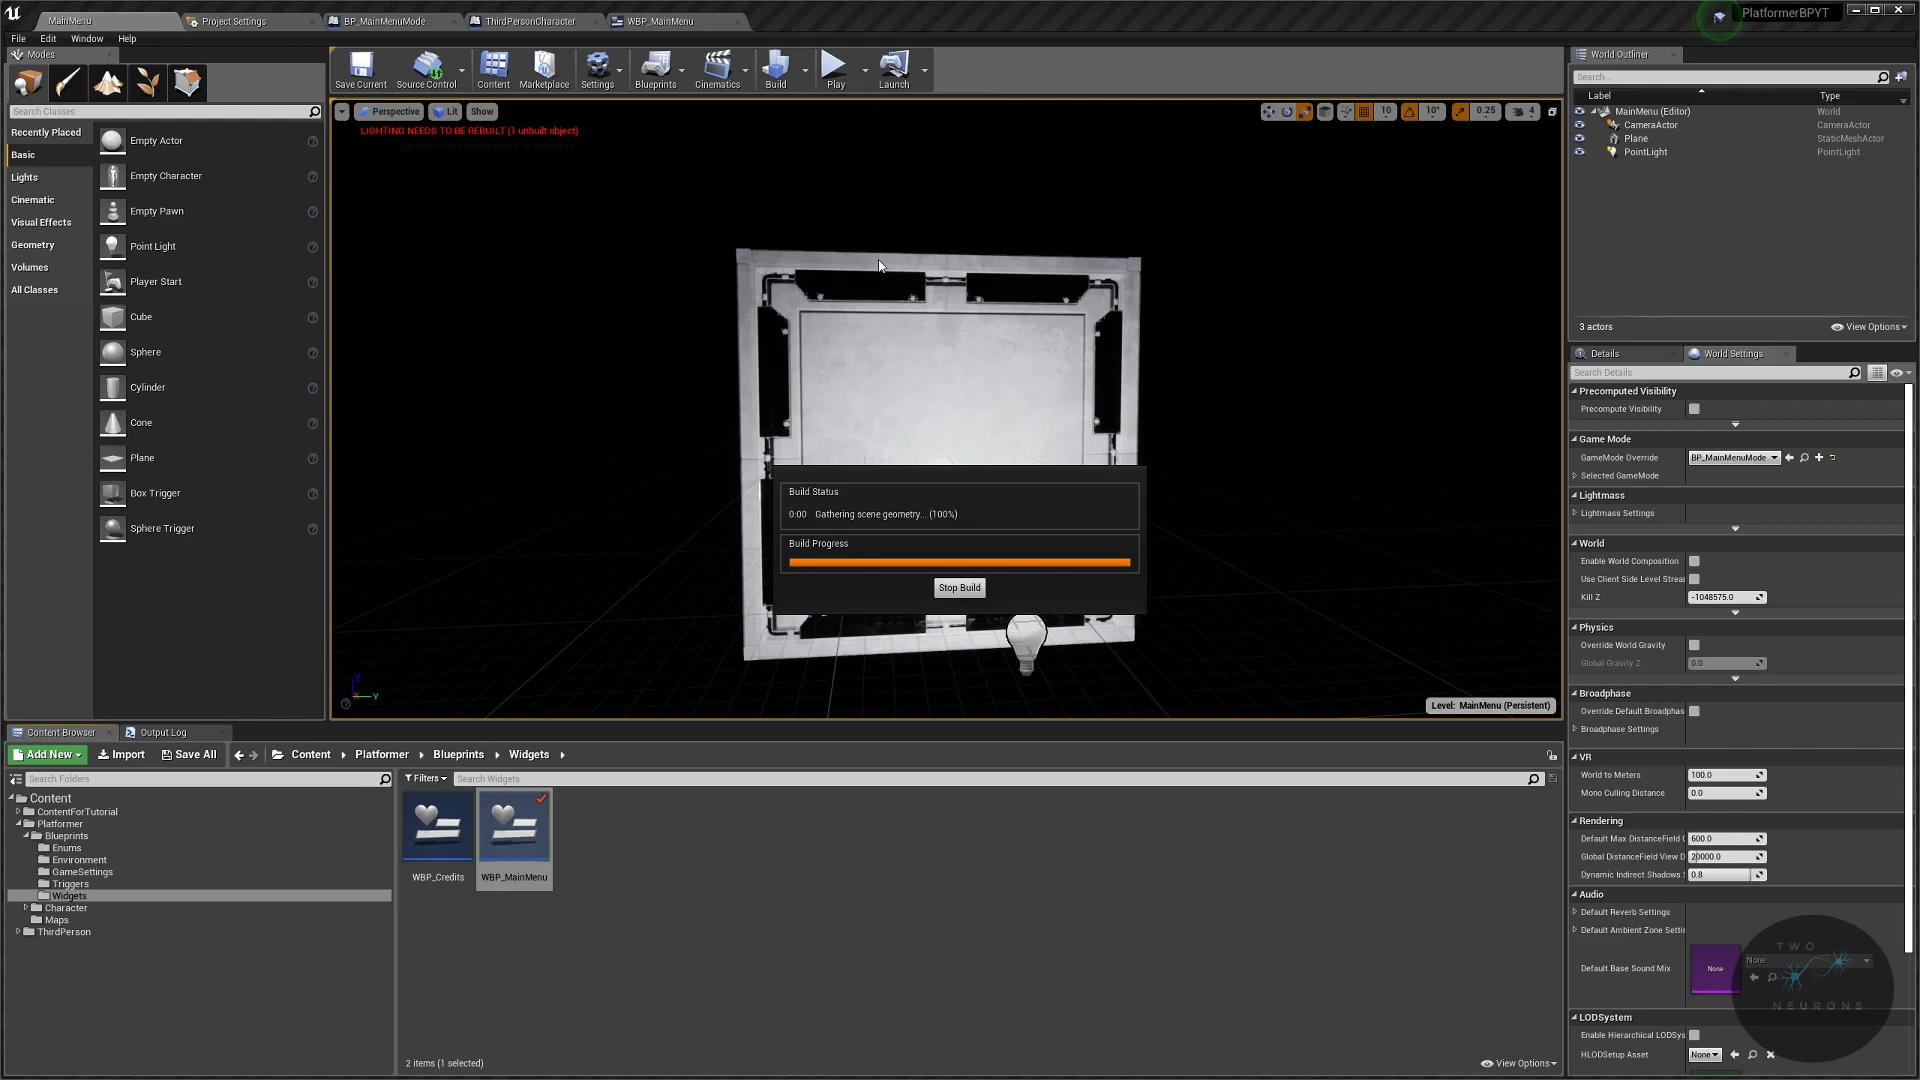 MainMenu
Project Settings
BP_MainMenuMode
ThirdPersonCharacter
WBP_MainMenu
PlatformerBPYT
File Edit Window Help
Modes
Search Classes
Recently Placed
Basic
Lights
Cinematic
Visual Effects
Geometry
Volumes
All Classes
Empty Actor
Empty Character
Empty Pawn
Point Light
Player Start
Cube
Sphere
Cylinder
Cone
Plane
Box Trigger
Sphere Trigger
Save Current
Source Control
Content
Marketplace
Settings
Blueprints
Cinematics
Build
Play
Launch
Perspective
Lit
Show
10
10°
0.25
4
LIGHTING NEEDS TO BE REBUILT (1 unbuilt object)
Build Status
0:00 Gathering scene geometry... (100%)
Build Progress
Stop Build
Level: MainMenu (Persistent)
World Outliner
Search...
Label Type
MainMenu (Editor) World
CameraActor CameraActor
Plane StaticMeshActor
PointLight PointLight
3 actors
View Options
Details
World Settings
Search Details
Precomputed Visibility
Precompute Visibility
Game Mode
GameMode Override BP_MainMenuMode
Selected GameMode
Lightmass
Lightmass Settings
World
Enable World Composition
Use Client Side Level Strear
Kill Z -1048575.0
Physics
Override World Gravity
Global Gravity Z 0.0
Broadphase
Override Default Broadphas
Broadphase Settings
VR
World to Meters 100.0
Mono Culling Distance 0.0
Rendering
Default Max DistanceField 600.0
Global DistanceField View D 20000.0
Dynamic Indirect Shadows 0.8
Audio
Default Reverb Settings
Default Ambient Zone Setti
Default Base Sound Mix None None
LODSystem
Enable Hierarchical LODSys
HLODSetup Asset None
TWO
NEURONS
Content Browser
Output Log
Add New
Import
Save All
Content
Platformer
Blueprints
Widgets
Search Folders
Filters
Search Widgets
Content
ContentForTutorial
Platformer
Blueprints
Enums
Environment
GameSettings
Triggers
Widgets
Character
Maps
ThirdPerson
WBP_Credits
WBP_MainMenu
2 items (1 selected)
View Options